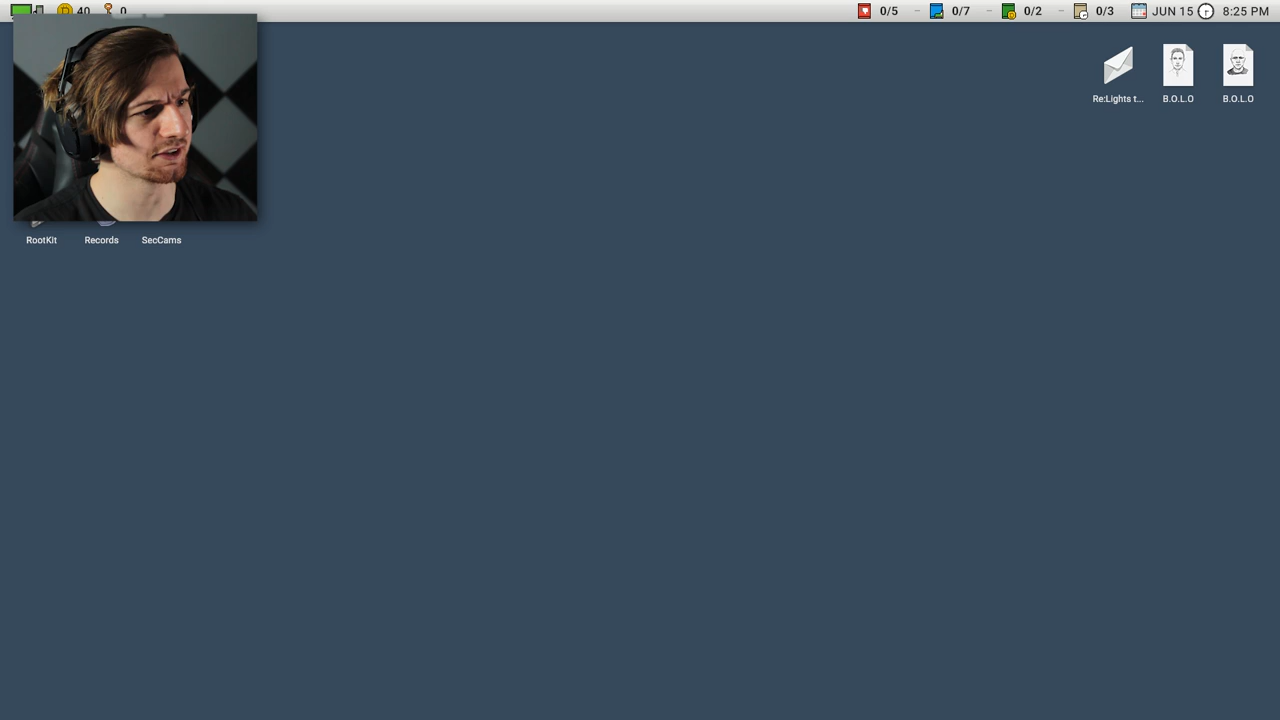 40 0 0/5 0/7 0/2 0/3 JUN 15 8:25 PM
Re:Lights t... B.O.L.O B.O.L.O
RootKit Records SecCams